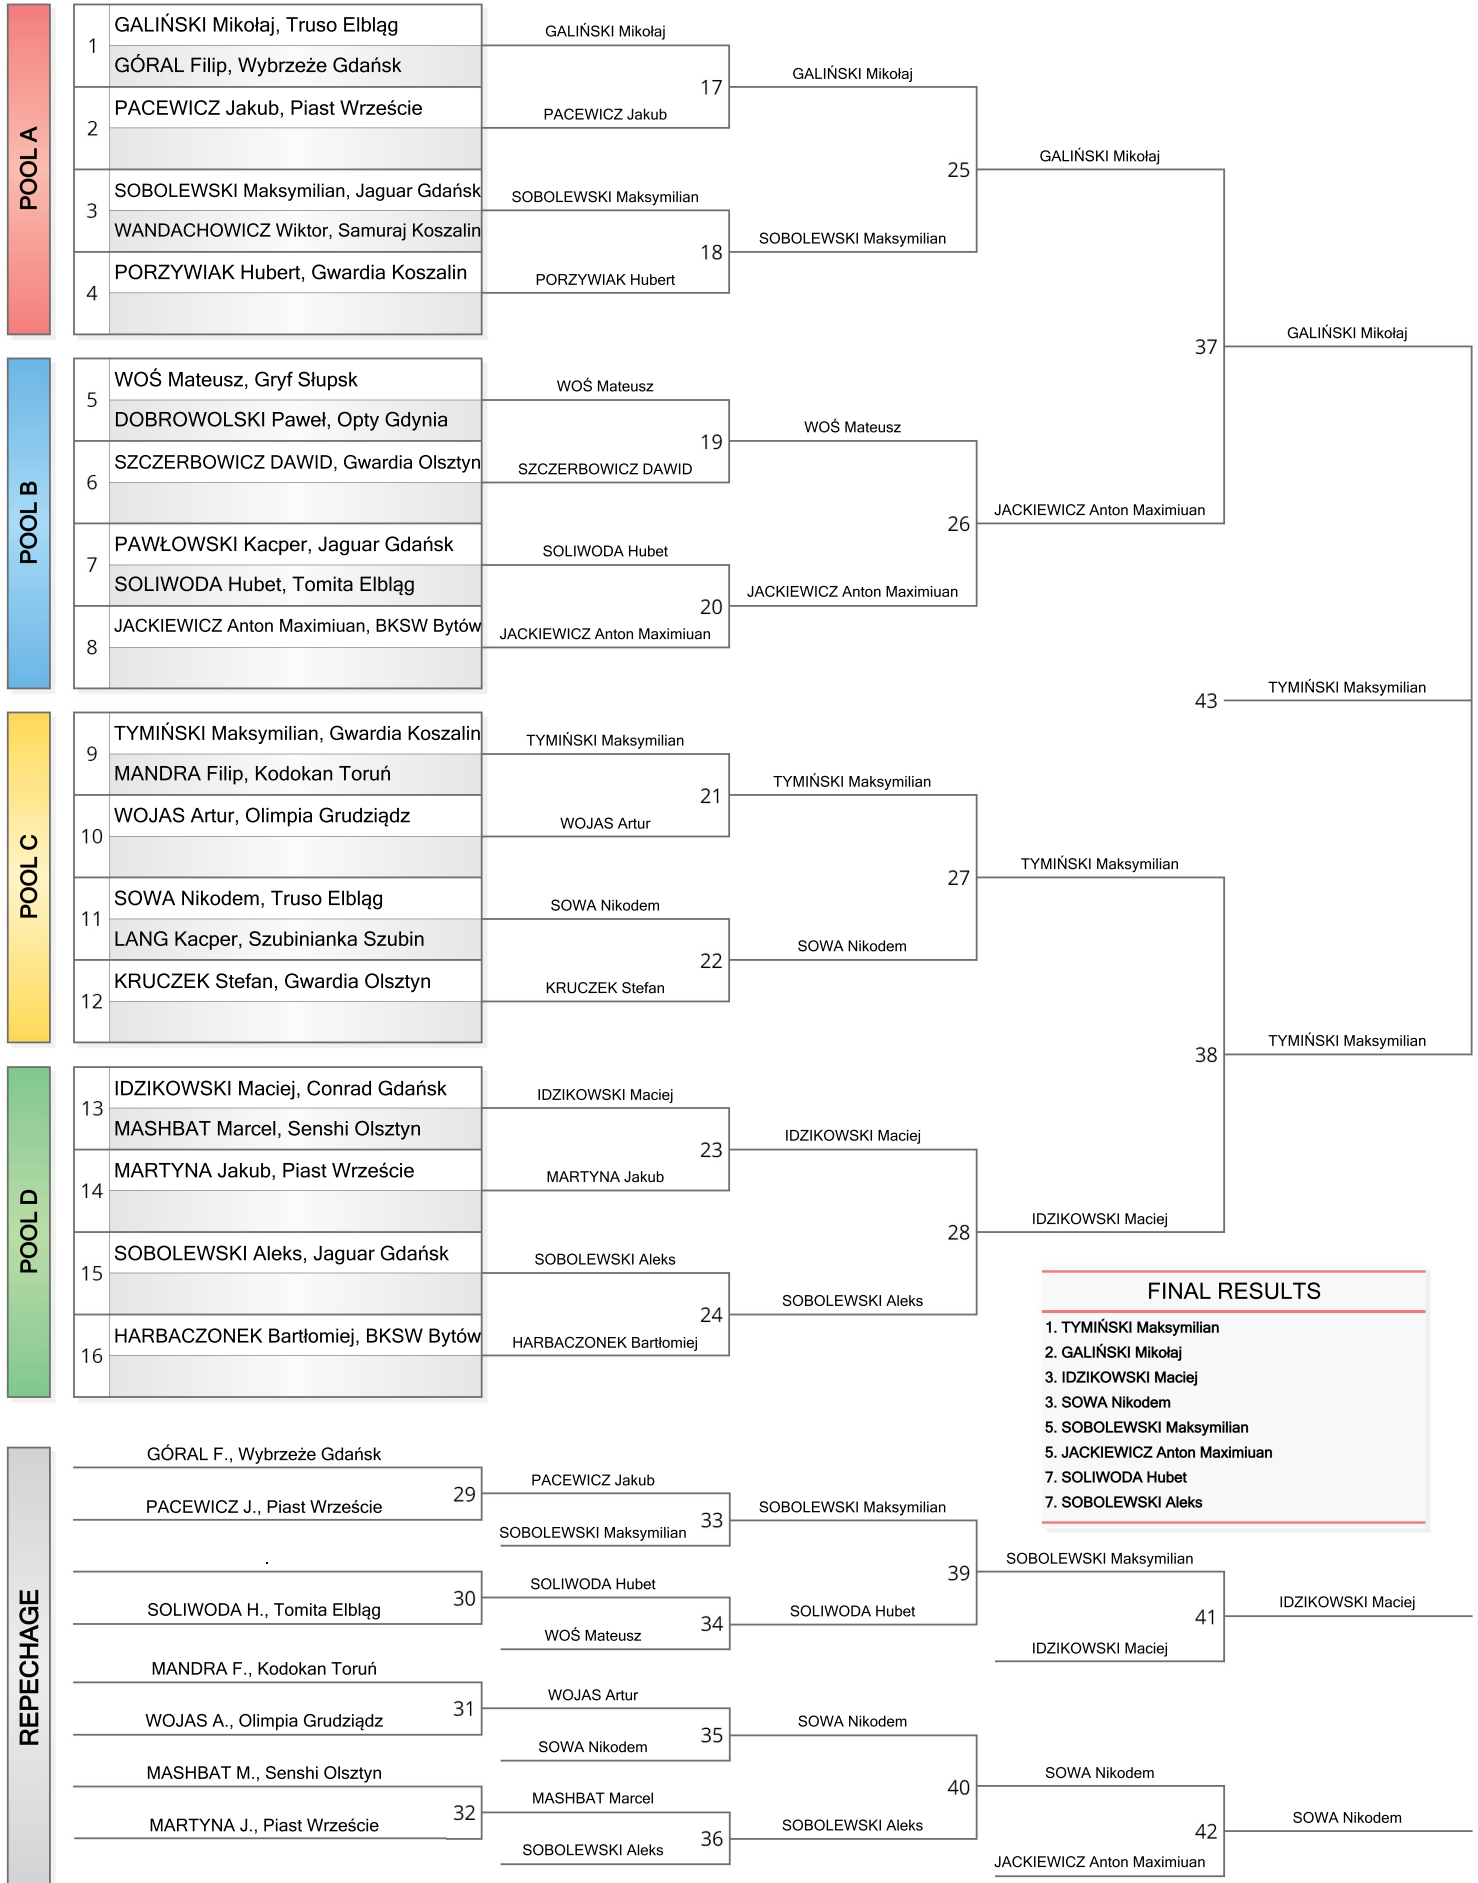 POOL A
1
GALIŃSKI Mikołaj, Truso Elbląg
GÓRAL Filip, Wybrzeże Gdańsk
2
PACEWICZ Jakub, Piast Wrzeście
3
SOBOLEWSKI Maksymilian, Jaguar Gdańsk
WANDACHOWICZ Wiktor, Samuraj Koszalin
4
PORZYWIAK Hubert, Gwardia Koszalin
GALIŃSKI Mikołaj
17
PACEWICZ Jakub
SOBOLEWSKI Maksymilian
18
PORZYWIAK Hubert
GALIŃSKI Mikołaj
25
SOBOLEWSKI Maksymilian
GALIŃSKI Mikołaj
POOL B
5
WOŚ Mateusz, Gryf Słupsk
DOBROWOLSKI Paweł, Opty Gdynia
6
SZCZERBOWICZ DAWID, Gwardia Olsztyn
7
PAWŁOWSKI Kacper, Jaguar Gdańsk
SOLIWODA Hubet, Tomita Elbląg
8
JACKIEWICZ Anton Maximiuan, BKSW Bytów
WOŚ Mateusz
19
SZCZERBOWICZ DAWID
SOLIWODA Hubet
20
JACKIEWICZ Anton Maximiuan
WOŚ Mateusz
26
JACKIEWICZ Anton Maximiuan
JACKIEWICZ Anton Maximiuan
37
GALIŃSKI Mikołaj
43
TYMIŃSKI Maksymilian
POOL C
9
TYMIŃSKI Maksymilian, Gwardia Koszalin
MANDRA Filip, Kodokan Toruń
10
WOJAS Artur, Olimpia Grudziądz
11
SOWA Nikodem, Truso Elbląg
LANG Kacper, Szubinianka Szubin
12
KRUCZEK Stefan, Gwardia Olsztyn
TYMIŃSKI Maksymilian
21
WOJAS Artur
SOWA Nikodem
22
KRUCZEK Stefan
TYMIŃSKI Maksymilian
27
SOWA Nikodem
TYMIŃSKI Maksymilian
38
TYMIŃSKI Maksymilian
POOL D
13
IDZIKOWSKI Maciej, Conrad Gdańsk
MASHBAT Marcel, Senshi Olsztyn
14
MARTYNA Jakub, Piast Wrzeście
15
SOBOLEWSKI Aleks, Jaguar Gdańsk
16
HARBACZONEK Bartłomiej, BKSW Bytów
IDZIKOWSKI Maciej
23
MARTYNA Jakub
SOBOLEWSKI Aleks
24
HARBACZONEK Bartłomiej
IDZIKOWSKI Maciej
28
SOBOLEWSKI Aleks
IDZIKOWSKI Maciej
FINAL RESULTS
1. TYMIŃSKI Maksymilian
2. GALIŃSKI Mikołaj
3. IDZIKOWSKI Maciej
3. SOWA Nikodem
5. SOBOLEWSKI Maksymilian
5. JACKIEWICZ Anton Maximiuan
7. SOLIWODA Hubet
7. SOBOLEWSKI Aleks
REPECHAGE
GÓRAL F., Wybrzeże Gdańsk
29
PACEWICZ J., Piast Wrzeście
.
30
SOLIWODA H., Tomita Elbląg
MANDRA F., Kodokan Toruń
31
WOJAS A., Olimpia Grudziądz
MASHBAT M., Senshi Olsztyn
32
MARTYNA J., Piast Wrzeście
PACEWICZ Jakub
33
SOBOLEWSKI Maksymilian
SOLIWODA Hubet
34
WOŚ Mateusz
WOJAS Artur
35
SOWA Nikodem
MASHBAT Marcel
36
SOBOLEWSKI Aleks
SOBOLEWSKI Maksymilian
39
SOLIWODA Hubet
SOWA Nikodem
40
SOBOLEWSKI Aleks
SOBOLEWSKI Maksymilian
41
IDZIKOWSKI Maciej
SOWA Nikodem
42
JACKIEWICZ Anton Maximiuan
IDZIKOWSKI Maciej
SOWA Nikodem